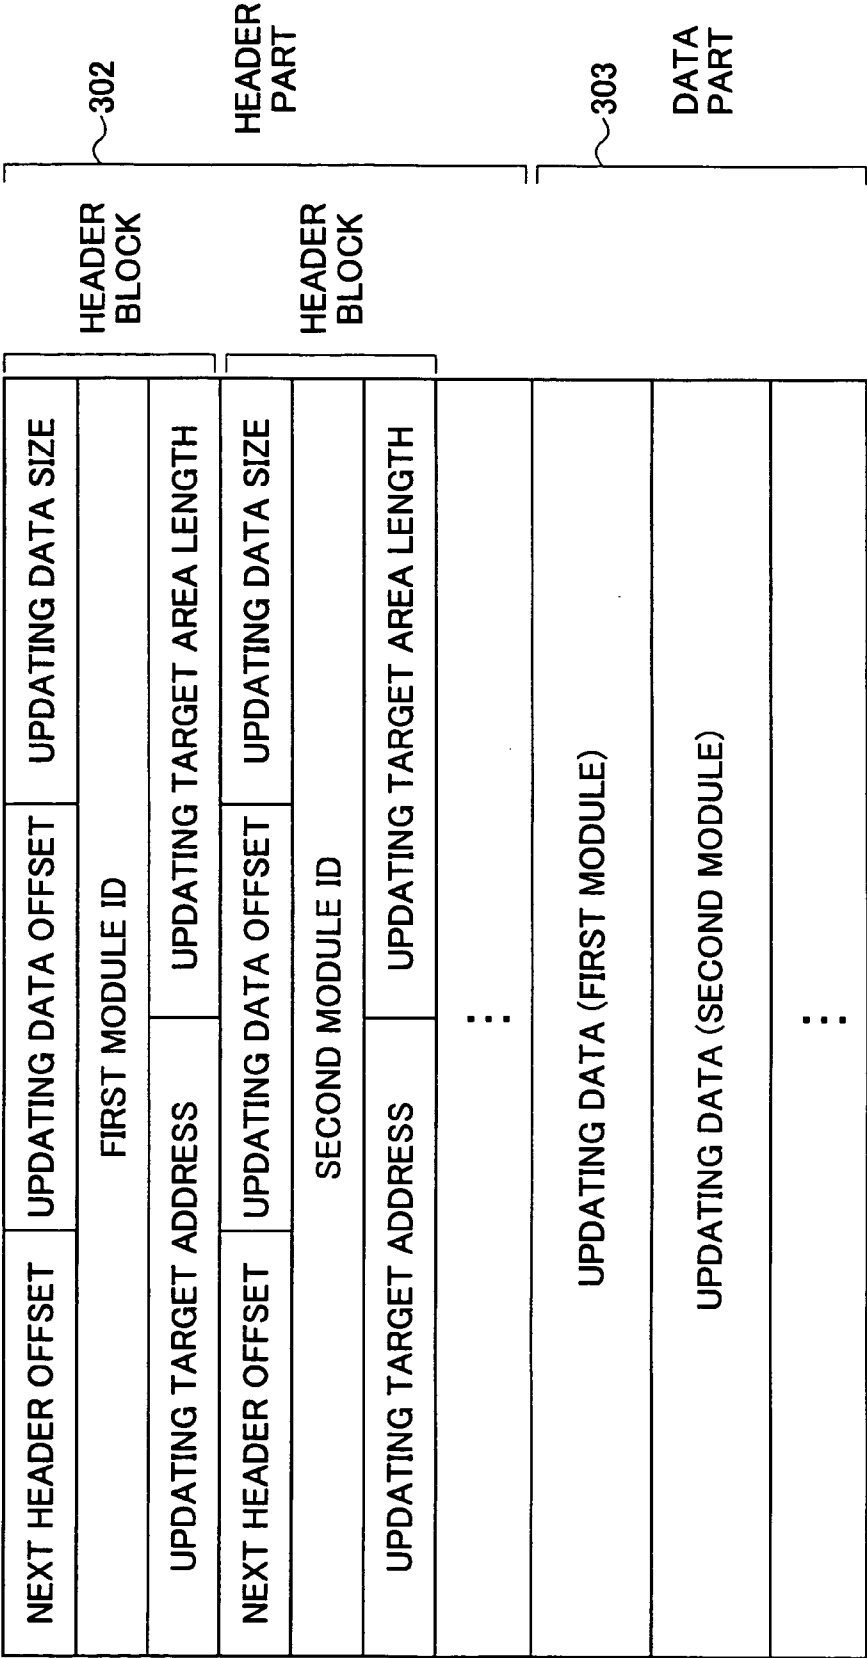 NEXT HEADER OFFSET
UPDATING DATA OFFSET
UPDATING DATA SIZE
FIRST MODULE ID
UPDATING TARGET ADDRESS
UPDATING TARGET AREA LENGTH
HEADER
BLOCK
NEXT HEADER OFFSET
UPDATING DATA OFFSET
UPDATING DATA SIZE
SECOND MODULE ID
UPDATING TARGET ADDRESS
UPDATING TARGET AREA LENGTH
HEADER
BLOCK
...
302
HEADER
PART
UPDATING DATA (FIRST MODULE)
UPDATING DATA (SECOND MODULE)
...
303
DATA
PART